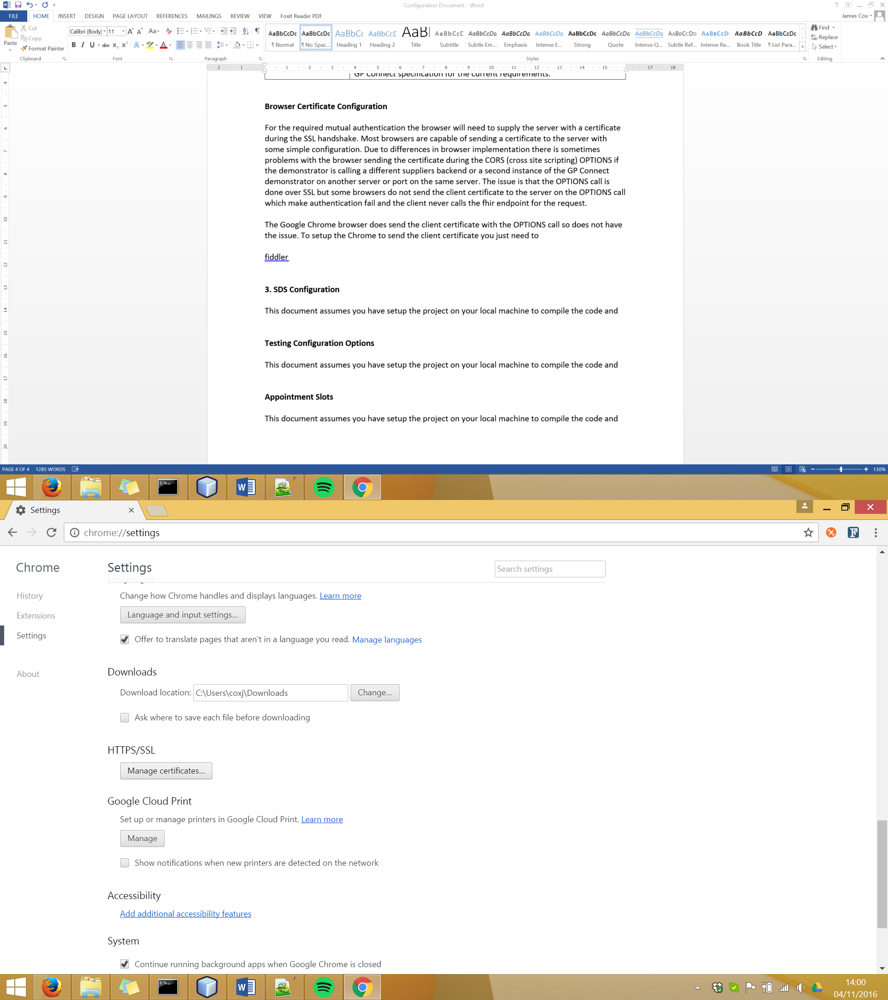 Configuration Document - Word
FILE HOME INSERT DESIGN PAGE LAYOUT REFERENCES MAILINGS REVIEW VIEW Foxit Reader PDF
James Cox
Paste
Cut
Copy
Format Painter
Clipboard
Calibri (Body) 11
Font
Paragraph
AaBbCcDc AaBbCcDc AaBbCc AaBbCcD AaBl AaBbCcD AaBbCcDa AaBbCcDa AaBbCcDa AaBbCcDc AaBbCcDa AaBbCcDa AaBbCcDd AaBbCcD AaBbCcD AaBbCcDc
¶ Normal ¶ No Spac... Heading 1 Heading 2 Title Subtitle Subtle Em... Emphasis Intense E... Strong Quote Intense Q... Subtle Ref... Intense Re... Book Title ¶ List Para...
Styles
Find
Replace
Select
Editing
2 1 1 2 3 4 5 6 7 8 9 10 11 12 13 14 15 17 18
GP Connect specification for the current requirements.
Browser Certificate Configuration
For the required mutual authentication the browser will need to supply the server with a certificate
during the SSL handshake. Most browsers are capable of sending a certificate to the server with
some simple configuration. Due to differences in browser implementation there is sometimes
problems with the browser sending the certificate during the CORS (cross site scripting) OPTIONS if
the demonstrator is calling a different suppliers backend or a second instance of the GP Connect
demonstrator on another server or port on the same server. The issue is that the OPTIONS call is
done over SSL but some browsers do not send the client certificate to the server on the OPTIONS call
which make authentication fail and the client never calls the fhir endpoint for the request.
The Google Chrome browser does send the client certificate with the OPTIONS call so does not have
the issue. To setup the Chrome to send the client certificate you just need to
fiddler
3. SDS Configuration
This document assumes you have setup the project on your local machine to compile the code and
Testing Configuration Options
This document assumes you have setup the project on your local machine to compile the code and
Appointment Slots
This document assumes you have setup the project on your local machine to compile the code and
PAGE 4 OF 4 1285 WORDS 130%
Settings
chrome://settings
Chrome
History
Extensions
Settings
About
Settings
Search settings
Languages
Change how Chrome handles and displays languages. Learn more
Language and input settings...
Offer to translate pages that aren't in a language you read. Manage languages
Downloads
Download location: C:\Users\coxj\Downloads Change...
Ask where to save each file before downloading
HTTPS/SSL
Manage certificates...
Google Cloud Print
Set up or manage printers in Google Cloud Print. Learn more
Manage
Show notifications when new printers are detected on the network
Accessibility
Add additional accessibility features
System
Continue running background apps when Google Chrome is closed
14:00
04/11/2016